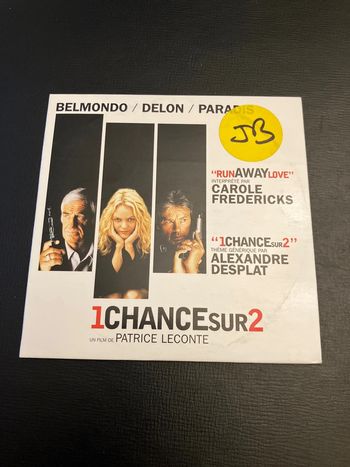 BELMONDO / DELON / PARADIS
JB
"RUNAWAYLOVE"
INTERPRÉTÉ PAR
CAROLE
FREDERICKS
"1CHANCESUR2"
THÈME GÉNÉRIQUE PAR
ALEXANDRE
DESPLAT
1CHANCESUR2
UN FILM DE PATRICE LECONTE